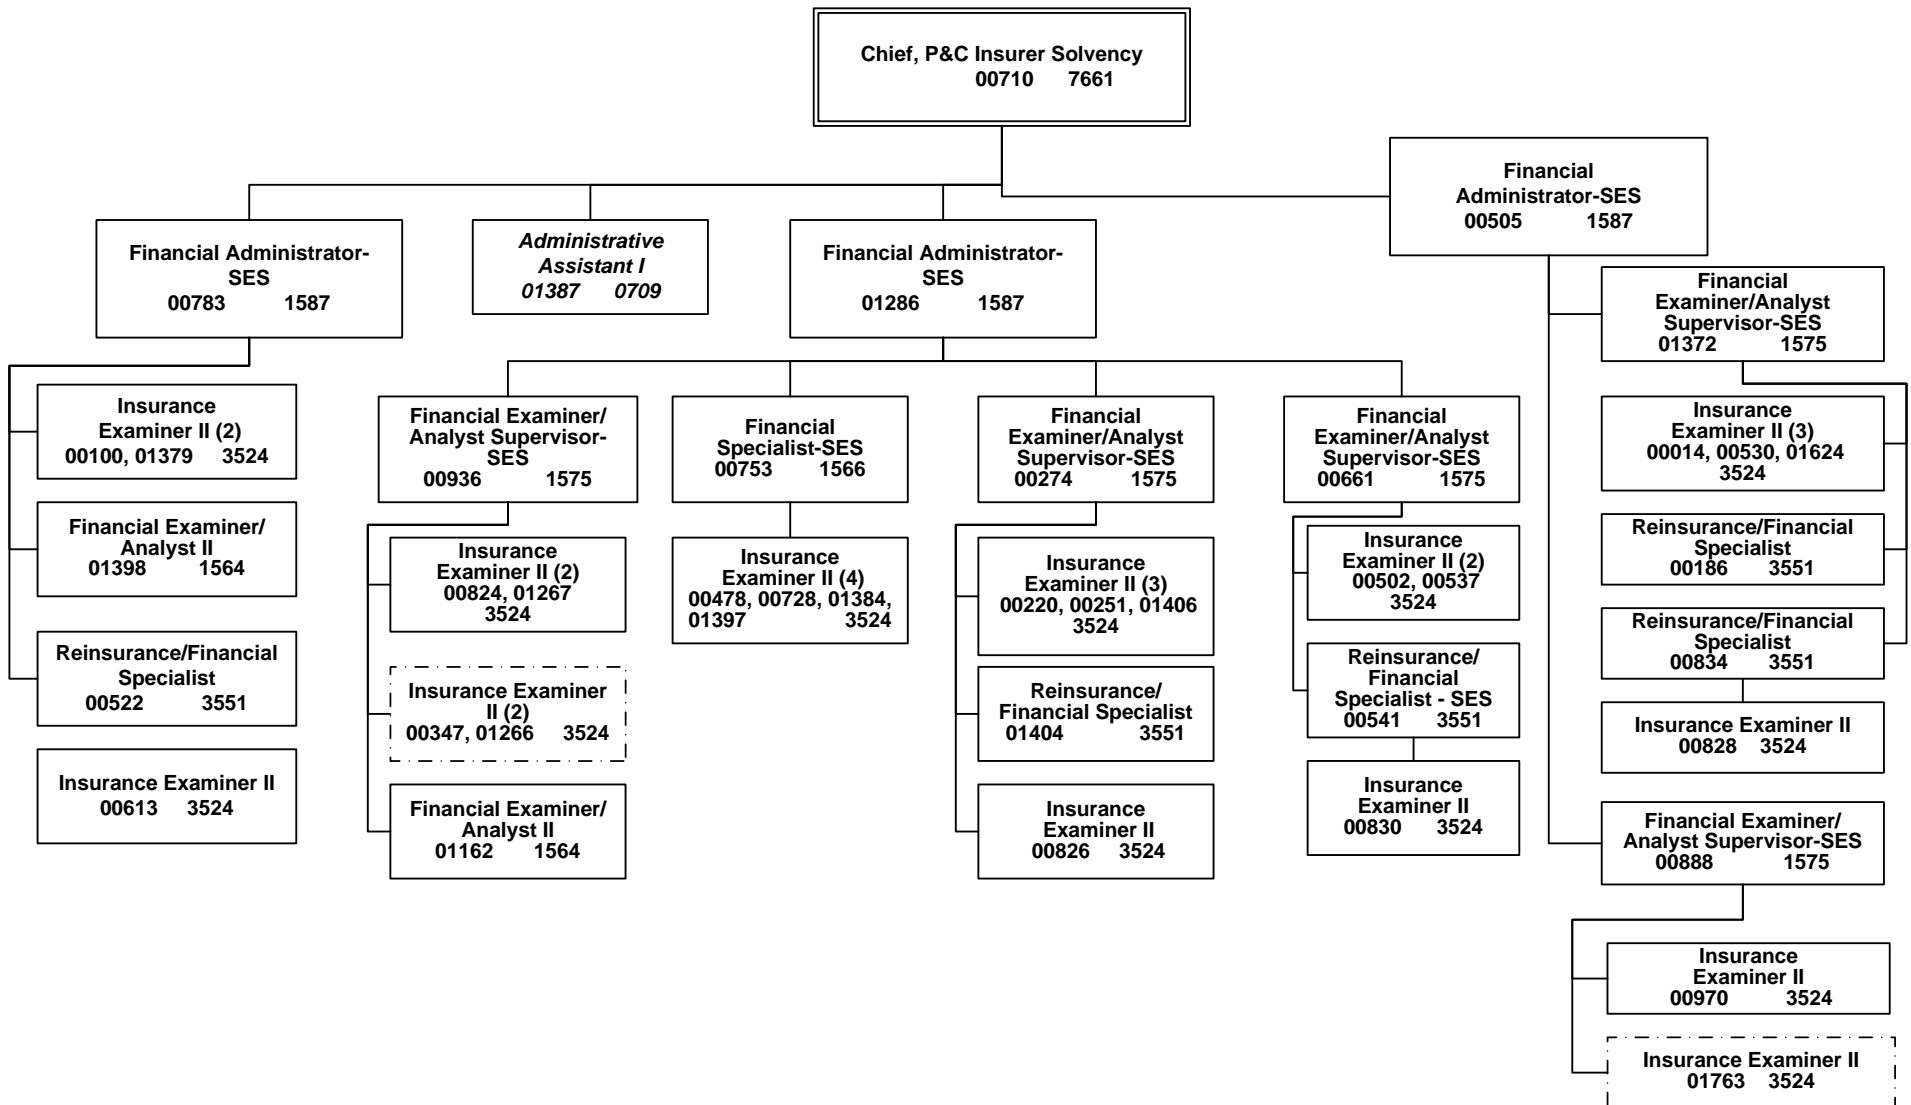 Chief, P&C Insurer Solvency
00710 7661
Financial
Administrator-SES
00505 1587
Financial Administrator-
SES
00783 1587
Administrative
Assistant I
01387 0709
Financial Administrator-
SES
01286 1587
Insurance
Examiner II (2)
00100, 01379 3524
Financial Examiner/
Analyst II
01398 1564
Reinsurance/Financial
Specialist
00522 3551
Insurance Examiner II
00613 3524
Financial Examiner/
Analyst Supervisor-
SES
00936 1575
Insurance
Examiner II (2)
00824, 01267
3524
Insurance Examiner
II (2)
00347, 01266 3524
Financial Examiner/
Analyst II
01162 1564
Financial
Specialist-SES
00753 1566
Insurance
Examiner II (4)
00478, 00728, 01384,
01397 3524
Financial
Examiner/Analyst
Supervisor-SES
00274 1575
Insurance
Examiner II (3)
00220, 00251, 01406
3524
Reinsurance/
Financial Specialist
01404 3551
Insurance
Examiner II
00826 3524
Financial
Examiner/Analyst
Supervisor-SES
00661 1575
Insurance
Examiner II (2)
00502, 00537
3524
Reinsurance/
Financial
Specialist - SES
00541 3551
Insurance
Examiner II
00830 3524
Financial
Examiner/Analyst
Supervisor-SES
01372 1575
Insurance
Examiner II (3)
00014, 00530, 01624
3524
Reinsurance/Financial
Specialist
00186 3551
Reinsurance/Financial
Specialist
00834 3551
Insurance Examiner II
00828 3524
Financial Examiner/
Analyst Supervisor-SES
00888 1575
Insurance
Examiner II
00970 3524
Insurance Examiner II
01763 3524